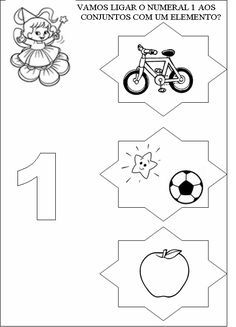 VAMOS LIGAR O NUMERAL 1 AOS
CONJUNTOS COM UM ELEMENTO?
1